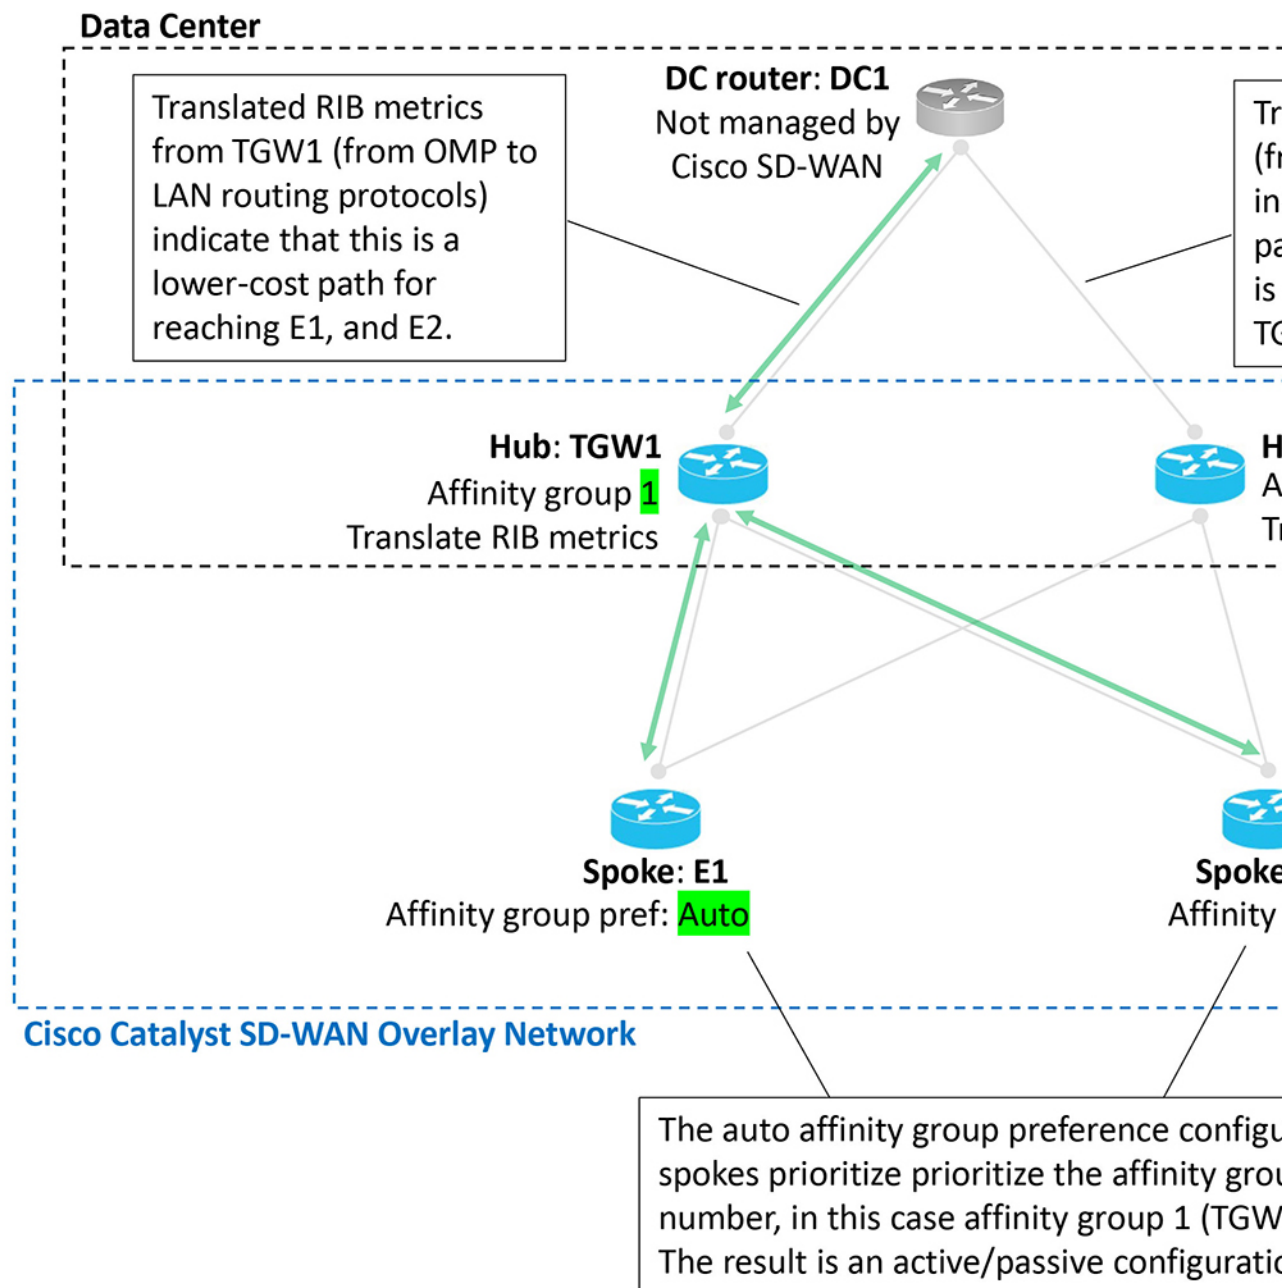 Data Center
Translated RIB metrics
from TGW1 (from OMP to
LAN routing protocols)
indicate that this is a
lower-cost path for
reaching E1, and E2.
DC router: DC1
Not managed by
Cisco SD-WAN
is
Hub: TGW1
Affinity group 1
Translate RIB metrics
Spoke: E1
Affinity group pref: Auto
Spoke
Affinity
Cisco Catalyst SD-WAN Overlay Network
The auto affinity group preference
spokes prioritize prioritize the affinity
number, in this case affinity group 1
The result is an active/passive